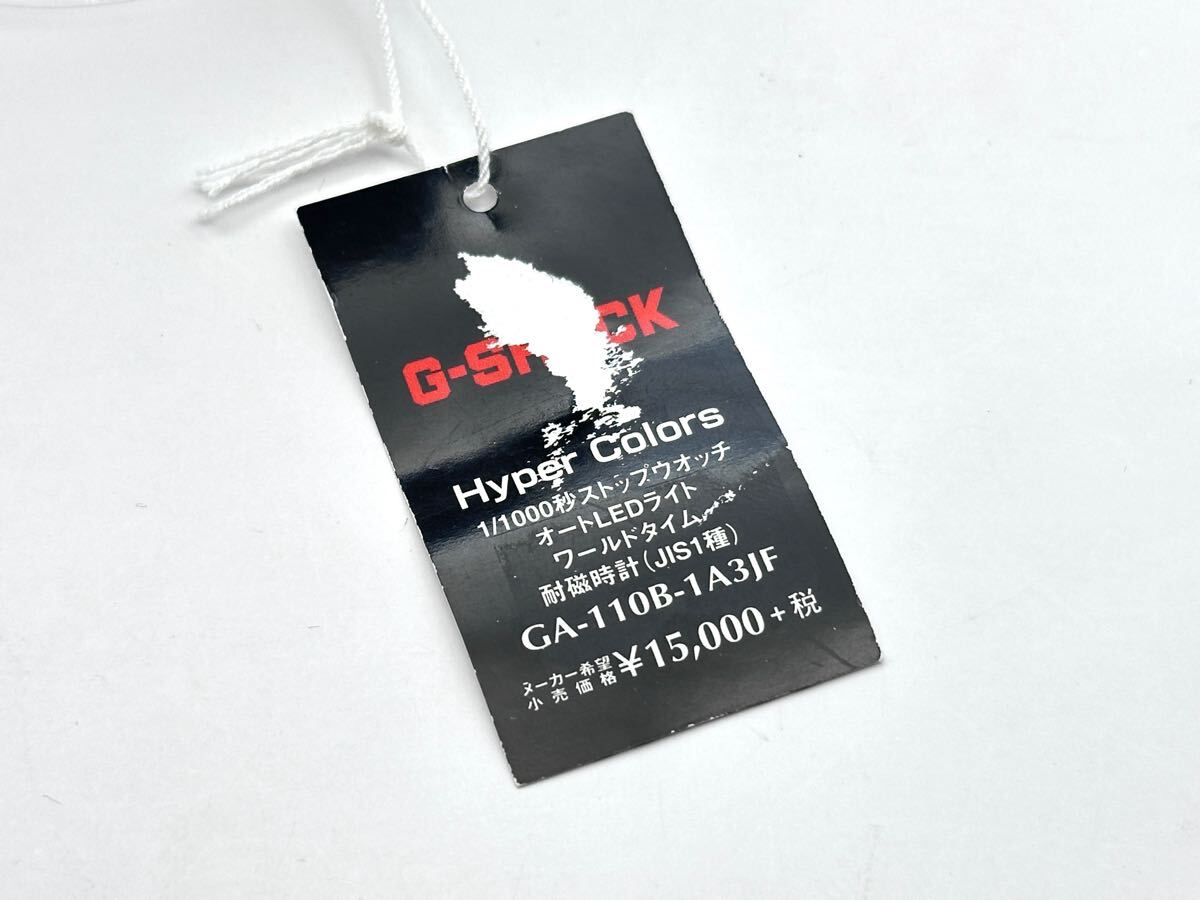 G-SHOCK
Hyper Colors
1/1000秒ストップウオッチ
オートLEDライト
ワールドタイム
耐磁時計(JIS1種)
GA-110B-1A3JF
メーカー希望
小売価格 ¥15,000+税